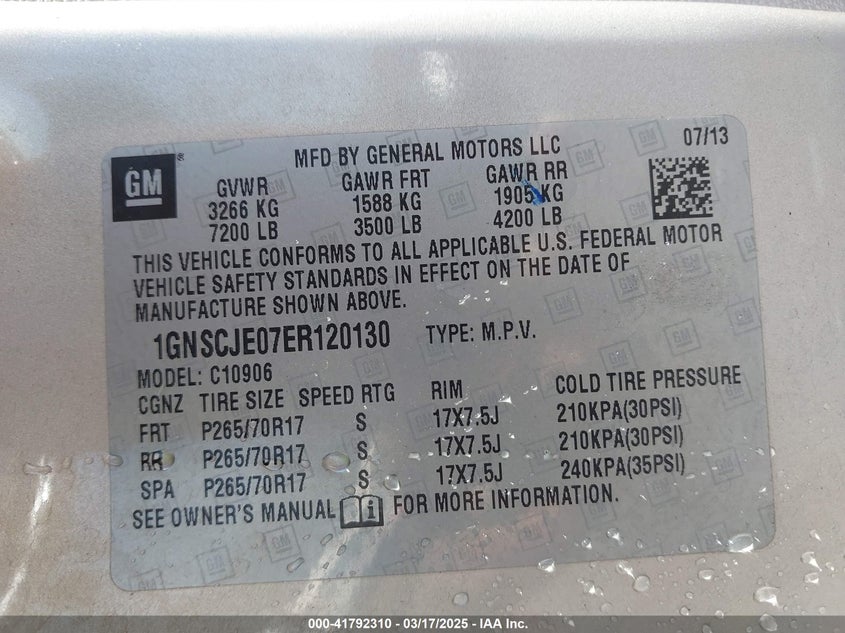 GM ®
MFD BY GENERAL MOTORS LLC 07/13
GVWR GAWR FRT GAWR RR
3266 KG 1588 KG 1905 KG
7200 LB 3500 LB 4200 LB
THIS VEHICLE CONFORMS TO ALL APPLICABLE U.S. FEDERAL MOTOR
VEHICLE SAFETY STANDARDS IN EFFECT ON THE DATE OF
MANUFACTURE SHOWN ABOVE.
1GNSCJE07ER120130 TYPE: M.P.V.
MODEL: C10906
CGNZ TIRE SIZE SPEED RTG RIM COLD TIRE PRESSURE
FRT P265/70R17 S 17X7.5J 210KPA(30PSI)
RR P265/70R17 S 17X7.5J 210KPA(30PSI)
SPA P265/70R17 S 17X7.5J 240KPA(35PSI)
SEE OWNER'S MANUAL i FOR MORE INFORMATION.
000-41792310 - 03/17/2025 - IAA Inc.